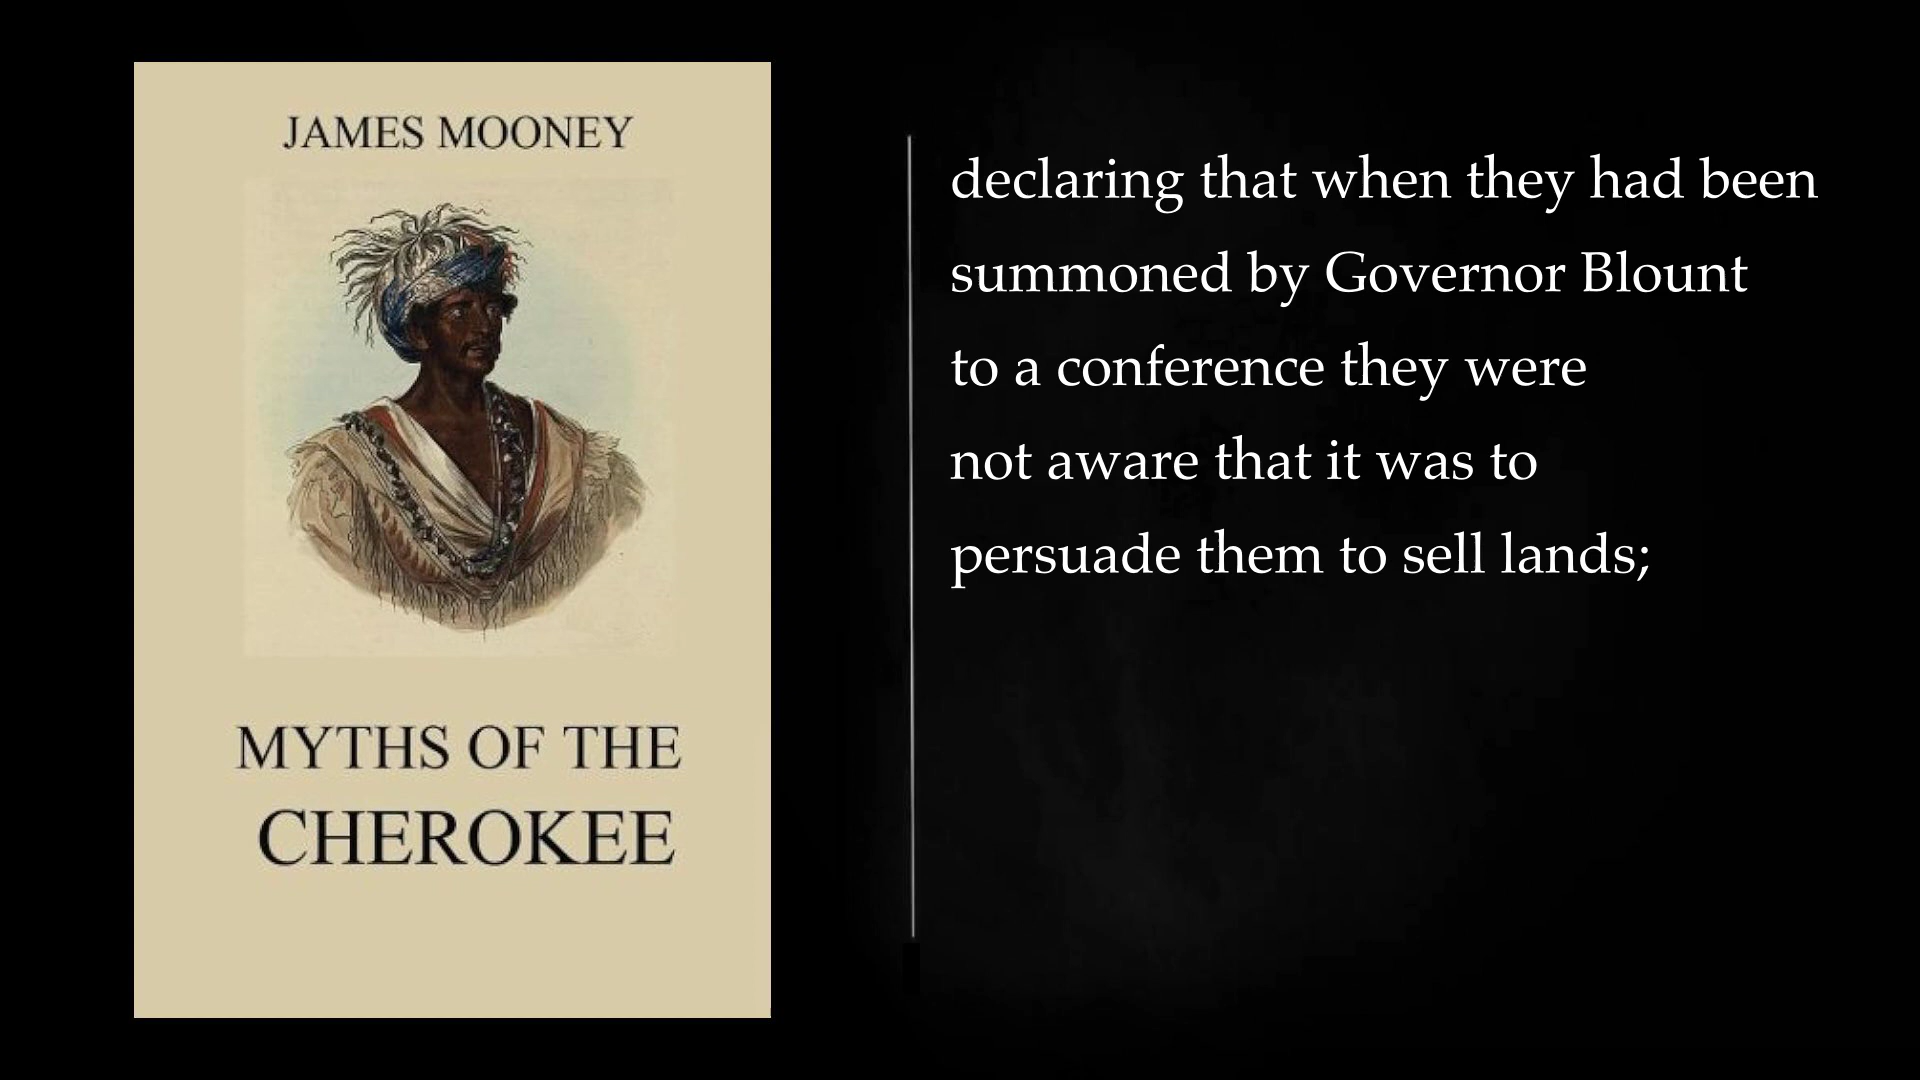 JAMES MOONEY
MYTHS OF THE
CHEROKEE
declaring that when they had been
summoned by Governor Blount
to a conference they were
not aware that it was to
persuade them to sell lands;